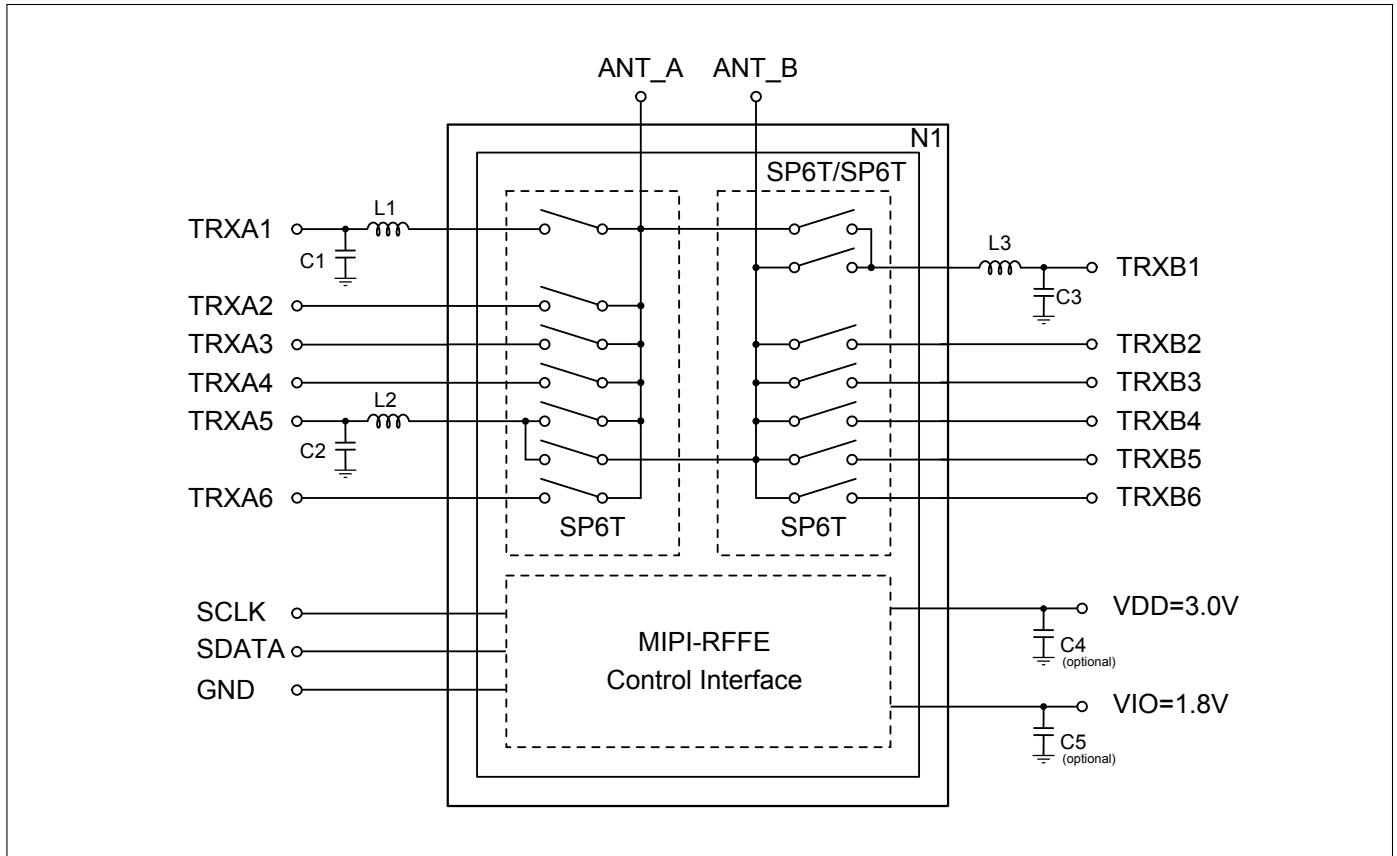 ANT_A ANT_B
N1
SP6T/SP6T
TRXA1
L1
C1
L3
TRXB1
C3
TRXA2
TRXA3
TRXB2
TRXA4
TRXB3
TRXA5
L2
C2
TRXB4
TRXB5
TRXA6
TRXB6
SP6T
SP6T
SCLK
SDATA
GND
MIPI-RFFE
Control Interface
VDD=3.0V
C4
(optional)
VIO=1.8V
C5
(optional)